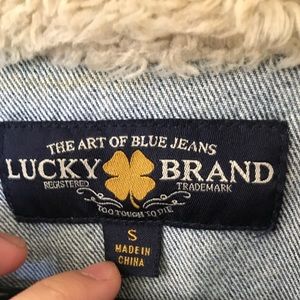 THE ART OF BLUE JEANS
LUCKY BRAND
REGISTERED TRADEMARK
TOO TOUGH TO DIE
S
MADE IN
CHINA